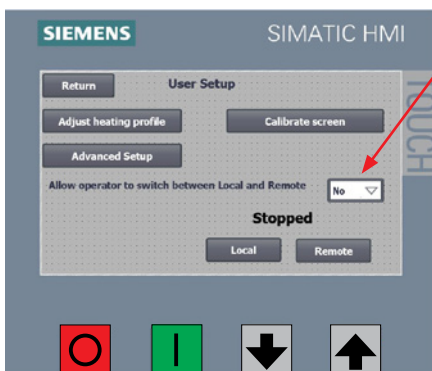 SIEMENS SIMATIC HMI
TOUCH
Return User Setup
Adjust heating profile Calibrate screen
Advanced Setup
Allow operator to switch between Local and Remote No
Stopped
Local Remote